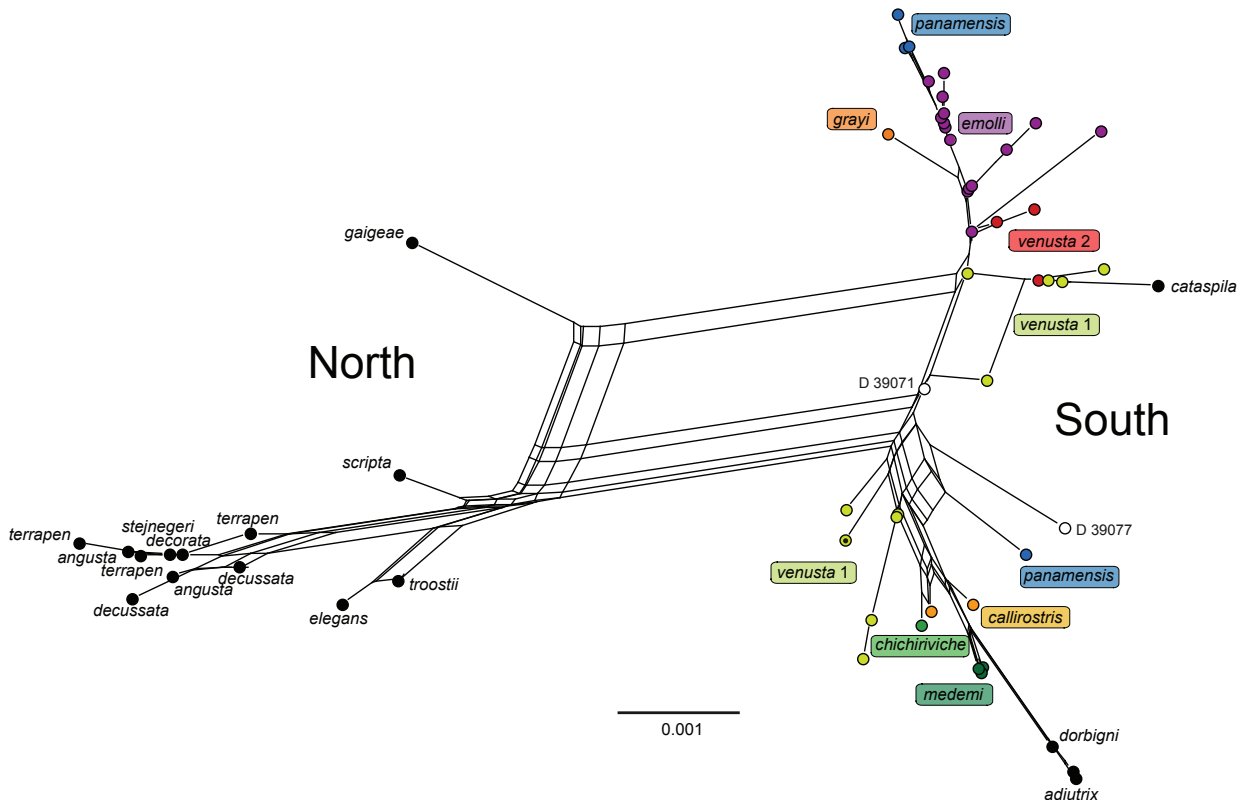 panamensis
grayi
emolli
gaigeae
venusta 2
cataspila
venusta 1
North
D 39071
South
scripta
terrapen
stejnegeri
terrapen
decorata
angusta
terrapen
angusta
decussata
decussata
elegans
troostii
D 39077
venusta 1
panamensis
callirostris
chichiriviche
medemi
0.001
dorbigni
adiutrix